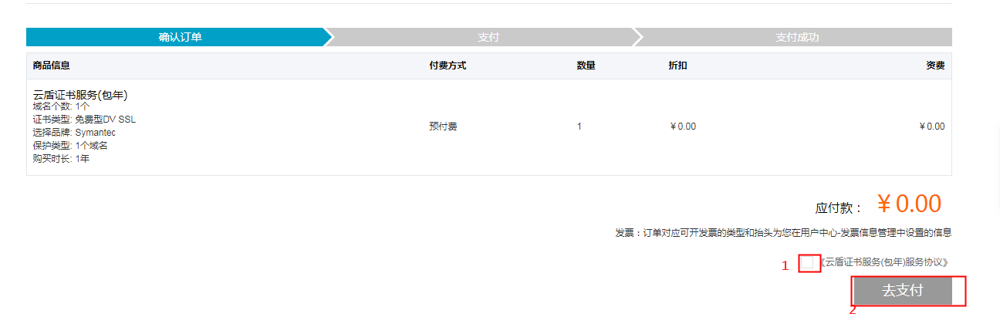 确认订单 支付 支付成功
商品信息 付费方式 数量 折扣 资费
云盾证书服务(包年)
域名个数: 1个
证书类型: 免费型DV SSL
选择品牌: Symantec
保护类型: 1个域名
购买时长: 1年
预付费 1 ￥0.00 ￥0.00
应付款： ￥0.00
发票：订单对应可开发票的类型和抬头为您在用户中心-发票信息管理中设置的信息
1 《云盾证书服务(包年)服务协议》
去支付
2